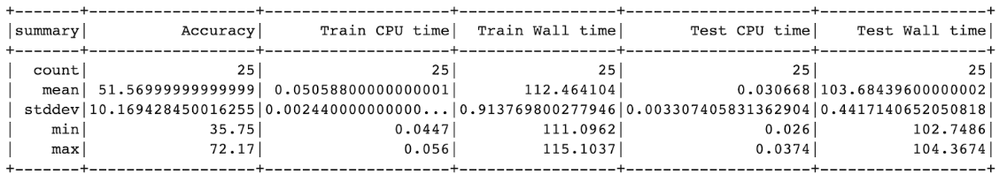 +-------+------------------+--------------------+-----------------+--------------------+------------------+
|summary|          Accuracy|      Train CPU time|  Train Wall time|       Test CPU time|    Test Wall time|
+-------+------------------+--------------------+-----------------+--------------------+------------------+
|  count|                25|                  25|               25|                  25|                25|
|   mean| 51.56999999999999| 0.05058800000000001|       112.464104|            0.030668|103.68439600000002|
| stddev|10.169428450016255|0.002440000000000...|0.913769800277946|0.003307405831362904|0.4417140652050818|
|    min|             35.75|              0.0447|         111.0962|               0.026|          102.7486|
|    max|             72.17|               0.056|         115.1037|              0.0374|          104.3674|
+-------+------------------+--------------------+-----------------+--------------------+------------------+